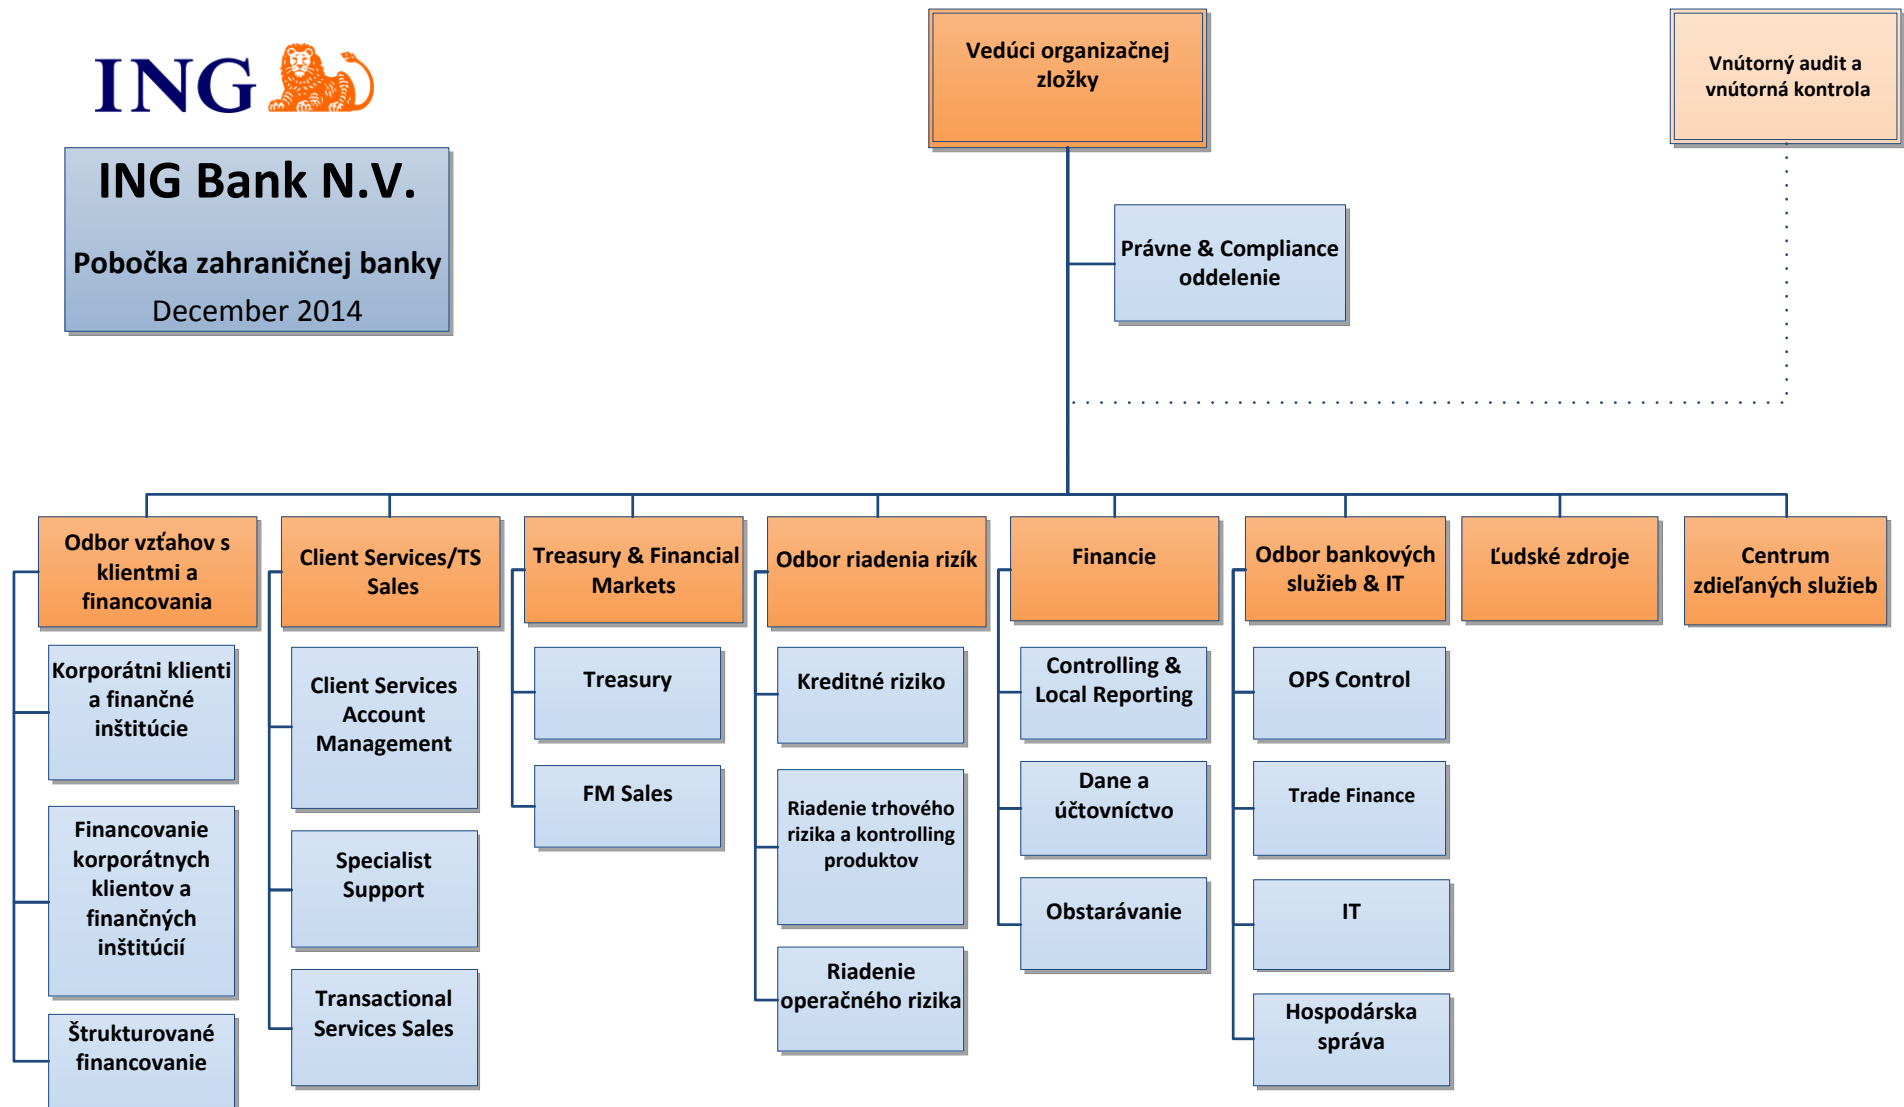 ING
ING Bank N.V.
Pobočka zahraničnej banky
December 2014
Vedúci organizačnej
zložky
Vnútorný audit a
vnútorná kontrola
Právne & Compliance
oddelenie
Odbor vzťahov s
klientmi a
financovania
Korporátni klienti
a finančné
inštitúcie
Financovanie
korporátnych
klientov a
finančných
inštitúcií
Štrukturované
financovanie
Client Services/TS
Sales
Client Services
Account
Management
Specialist
Support
Transactional
Services Sales
Treasury & Financial
Markets
Treasury
FM Sales
Odbor riadenia rizík
Kreditné riziko
Riadenie trhového
rizika a kontrolling
produktov
Riadenie
operačného rizika
Financie
Controlling &
Local Reporting
Dane a
účtovníctvo
Obstarávanie
Odbor bankových
služieb & IT
OPS Control
Trade Finance
IT
Hospodárska
správa
Ľudské zdroje
Centrum
zdieľaných služieb